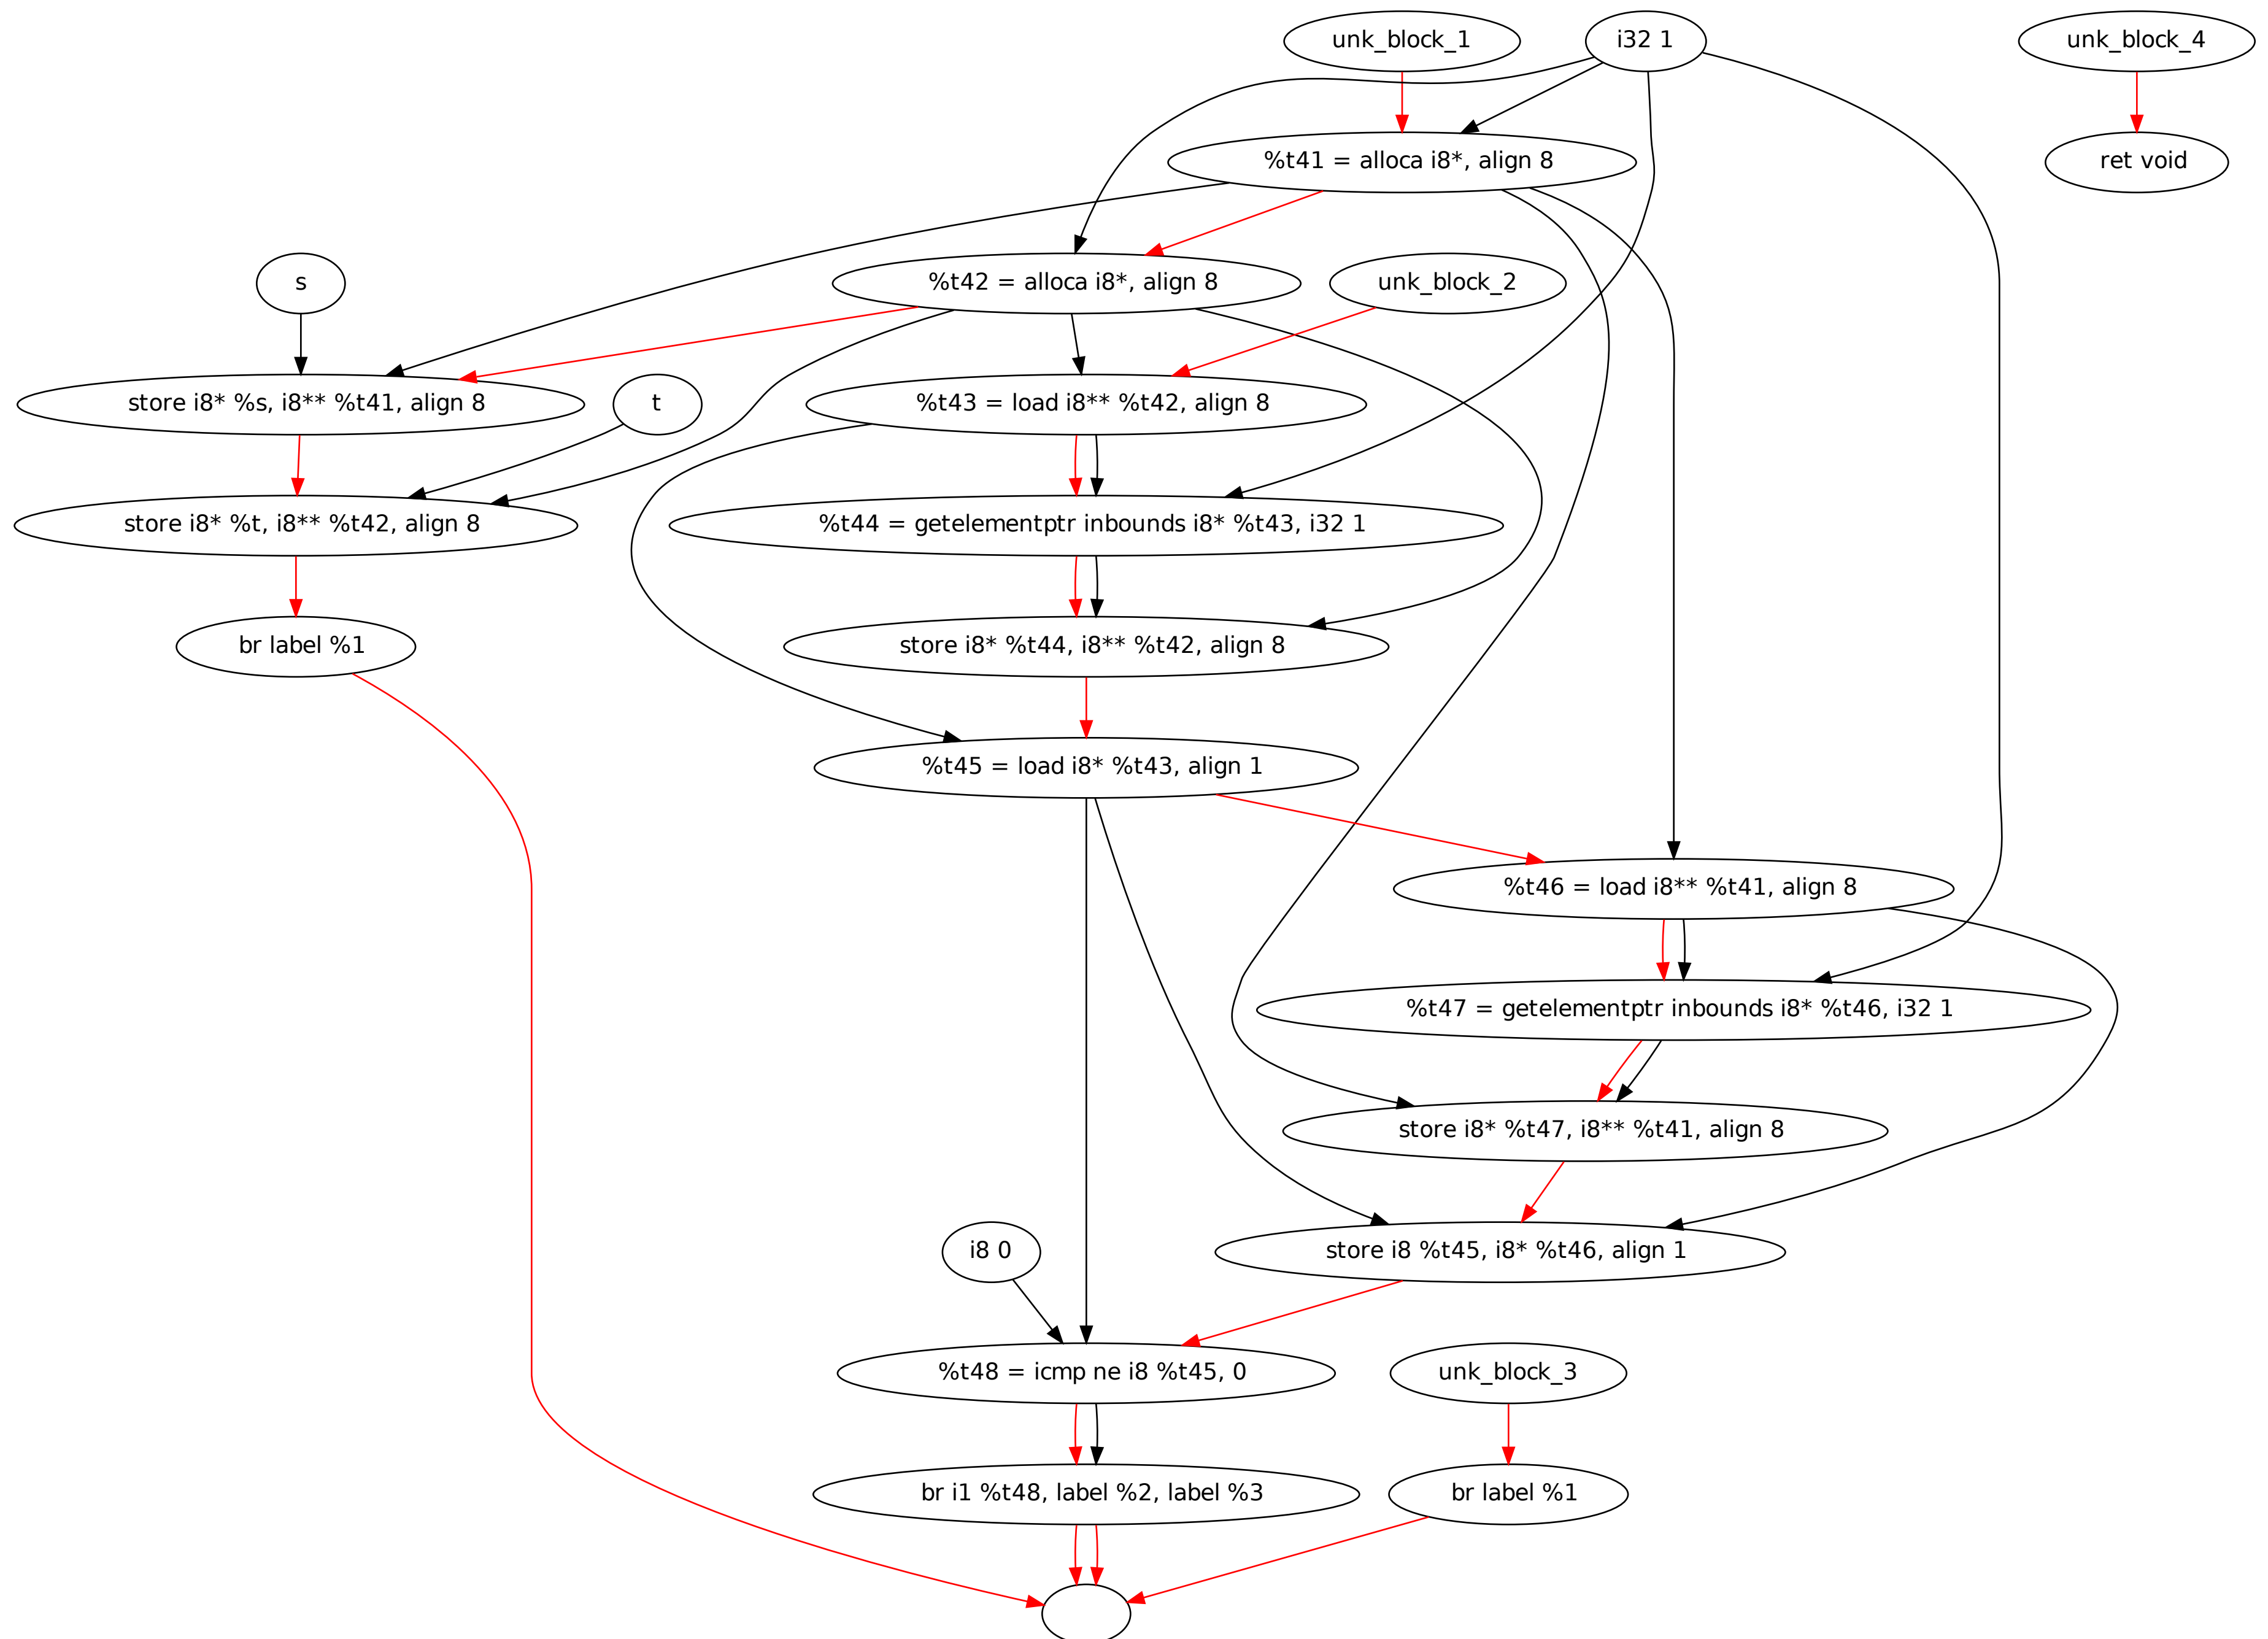 unk_block_1
i32 1
unk_block_4
%t41 = alloca i8*, align 8
ret void
s
%t42 = alloca i8*, align 8
unk_block_2
store i8* %s, i8** %t41, align 8
t
%t43 = load i8** %t42, align 8
store i8* %t, i8** %t42, align 8
%t44 = getelementptr inbounds i8* %t43, i32 1
br label %1
store i8* %t44, i8** %t42, align 8
%t45 = load i8* %t43, align 1
%t46 = load i8** %t41, align 8
%t47 = getelementptr inbounds i8* %t46, i32 1
store i8* %t47, i8** %t41, align 8
i8 0
store i8 %t45, i8* %t46, align 1
%t48 = icmp ne i8 %t45, 0
unk_block_3
br i1 %t48, label %2, label %3
br label %1